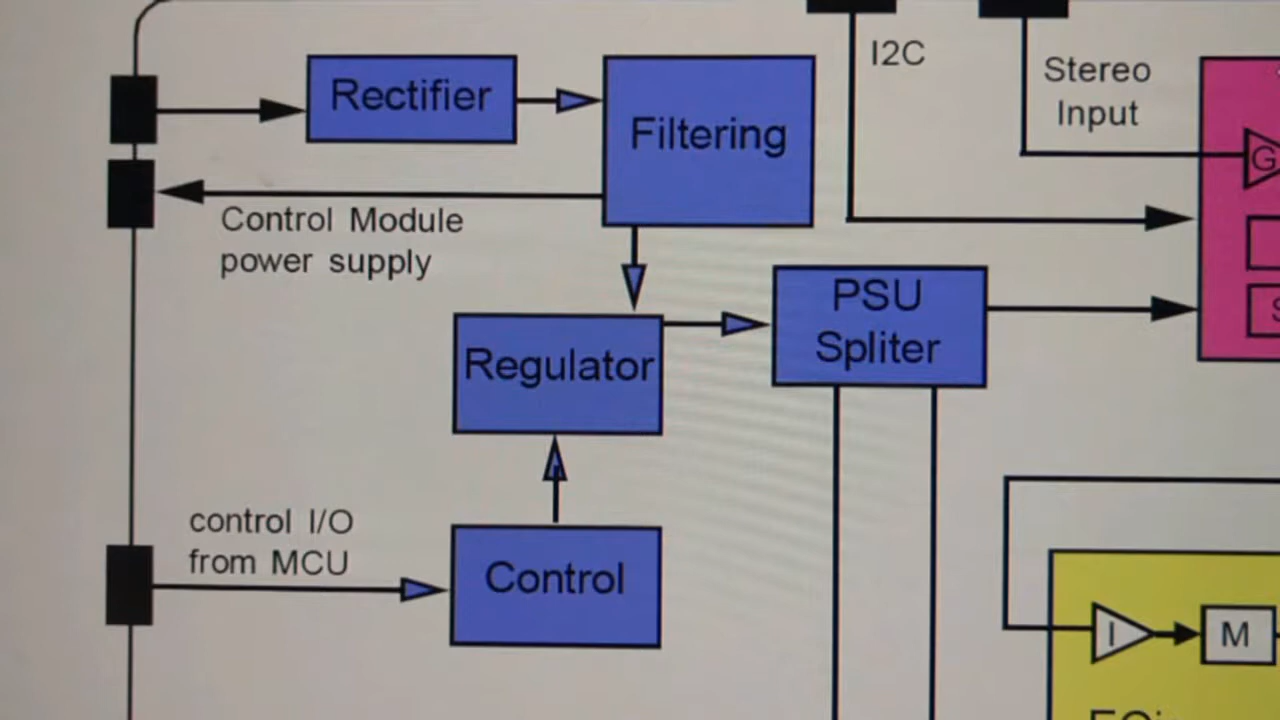 I2C
Stereo
Input
Rectifier
Filtering
G
Control Module
power supply
PSU
Spliter
Regulator
control I/O
from MCU
Control
I
M